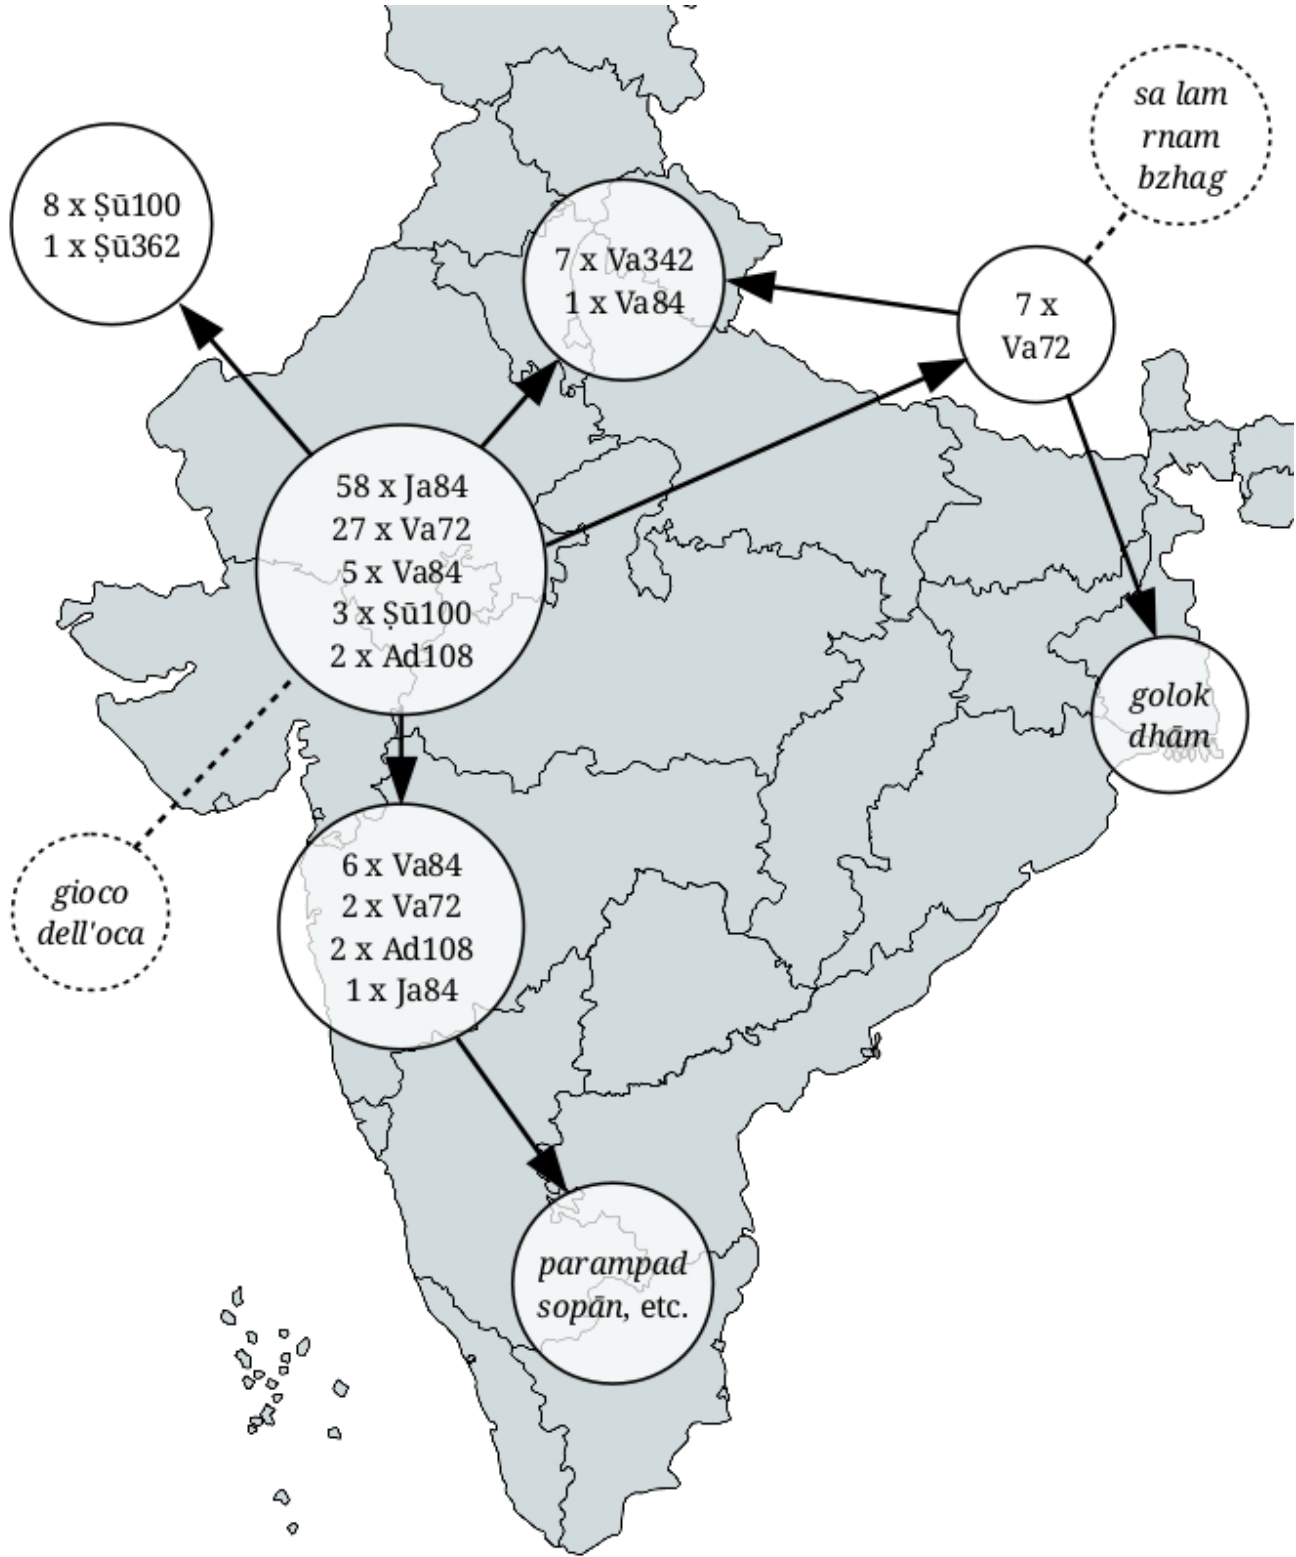 sa lam
rnam
bzhag
8 x Ṣū100
1 x Ṣū362
7 x Va342
1 x Va84
7 x
Va72
58 x Ja84
27 x Va72
5 x Va84
3 x Ṣū100
2 x Ad108
golok
dhām
gioco
dell'oca
6 x Va84
2 x Va72
2 x Ad108
1 x Ja84
parampad
sopān, etc.